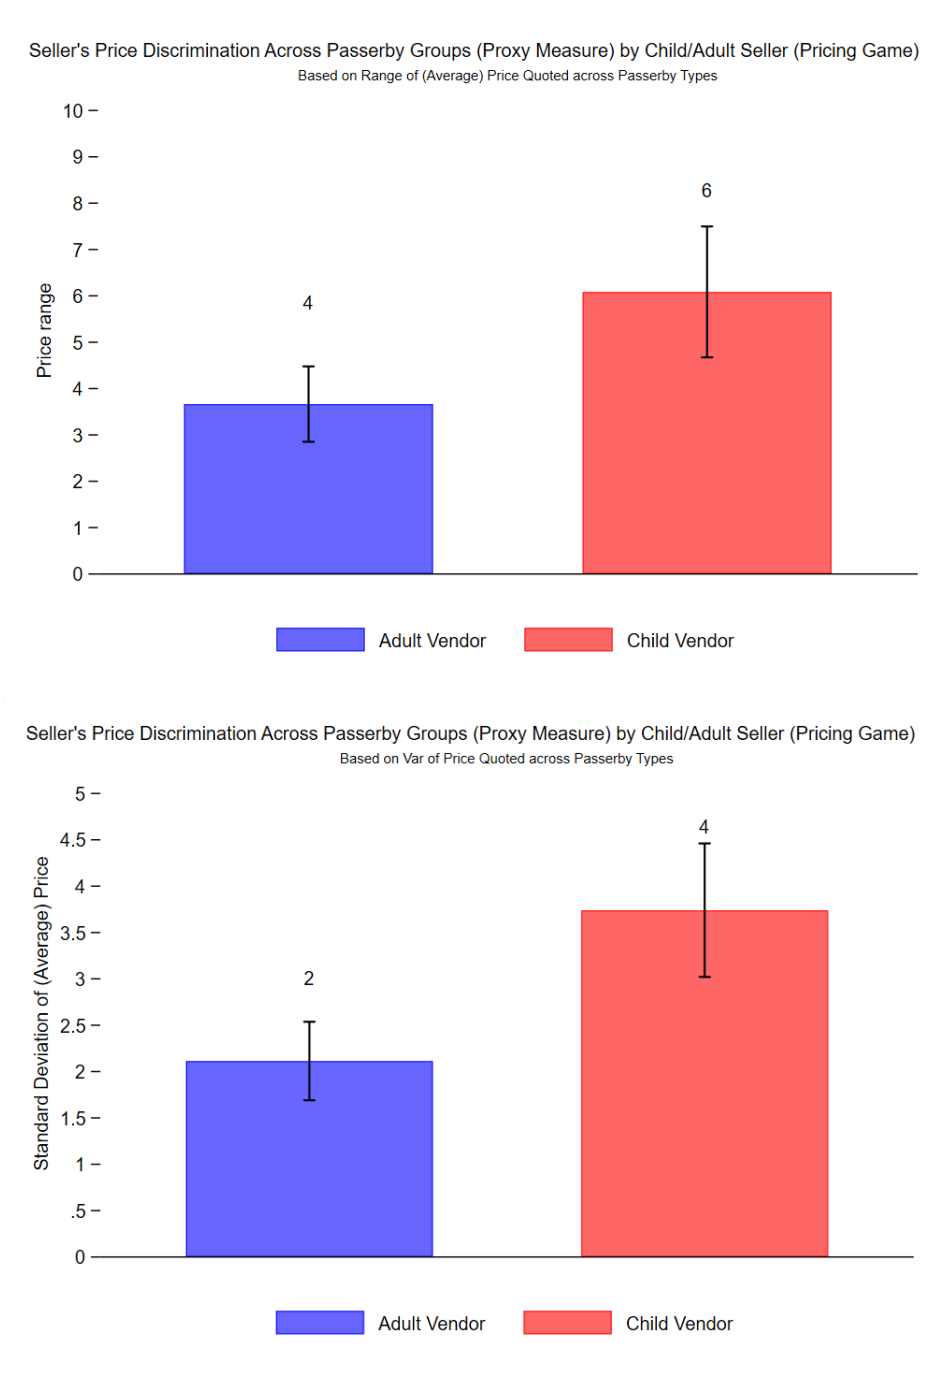 Seller's Price Discrimination Across Passerby Groups (Proxy Measure) by Child/Adult Seller (Pricing Game)
Based on Range of (Average) Price Quoted across Passerby Types
Price range
10
9
8
7
6
5
4
3
2
1
0
4
6
Adult Vendor
Child Vendor
Seller's Price Discrimination Across Passerby Groups (Proxy Measure) by Child/Adult Seller (Pricing Game)
Based on Var of Price Quoted across Passerby Types
Standard Deviation of (Average) Price
5
4.5
4
3.5
3
2.5
2
1.5
1
.5
0
2
4
Adult Vendor
Child Vendor